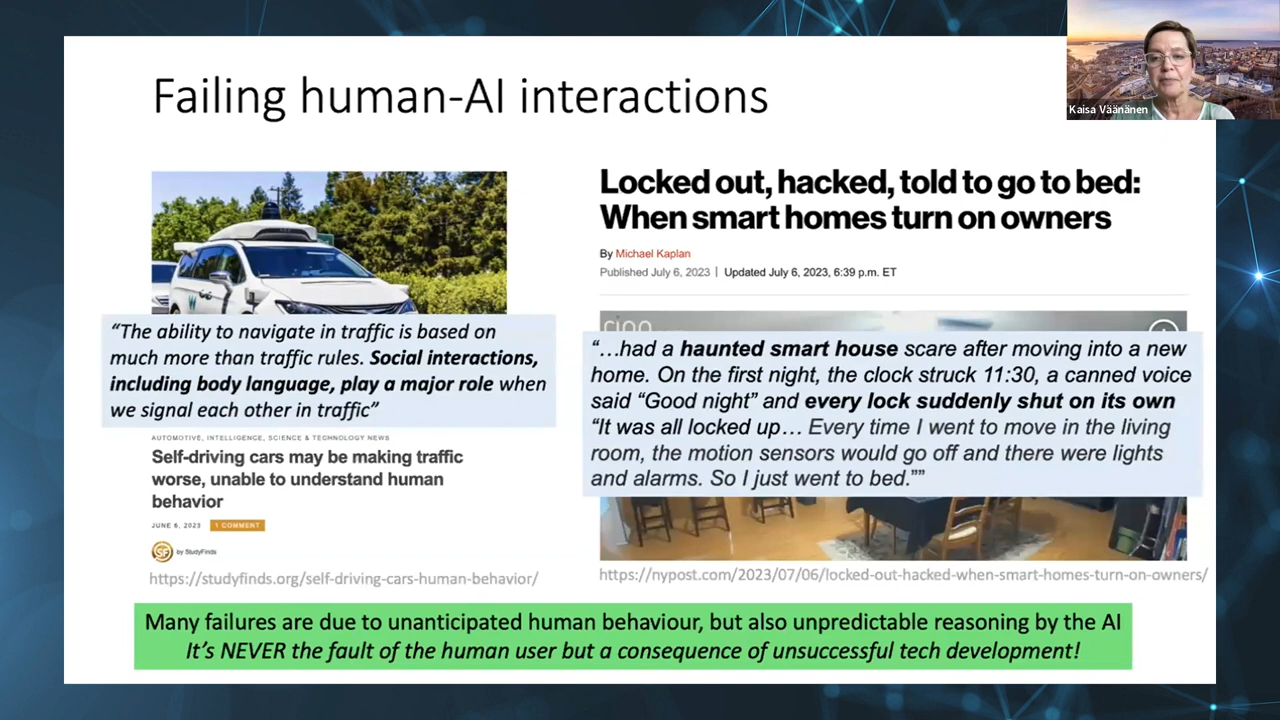 Kaisa Väänänen
Failing human-AI interactions
“The ability to navigate in traffic is based on
much more than traffic rules. Social interactions,
including body language, play a major role when
we signal each other in traffic”
AUTOMOTIVE, INTELLIGENCE, SCIENCE & TECHNOLOGY NEWS
Self-driving cars may be making traffic
worse, unable to understand human
behavior
JUNE 6, 2023 1 COMMENT
SF by StudyFinds
https://studyfinds.org/self-driving-cars-human-behavior/
Locked out, hacked, told to go to bed:
When smart homes turn on owners
By Michael Kaplan
Published July 6, 2023 | Updated July 6, 2023, 6:39 p.m. ET
“…had a haunted smart house scare after moving into a new
home. On the first night, the clock struck 11:30, a canned voice
said “Good night” and every lock suddenly shut on its own
“It was all locked up… Every time I went to move in the living
room, the motion sensors would go off and there were lights
and alarms. So I just went to bed.””
https://nypost.com/2023/07/06/locked-out-hacked-when-smart-homes-turn-on-owners/
Many failures are due to unanticipated human behaviour, but also unpredictable reasoning by the AI
It’s NEVER the fault of the human user but a consequence of unsuccessful tech development!